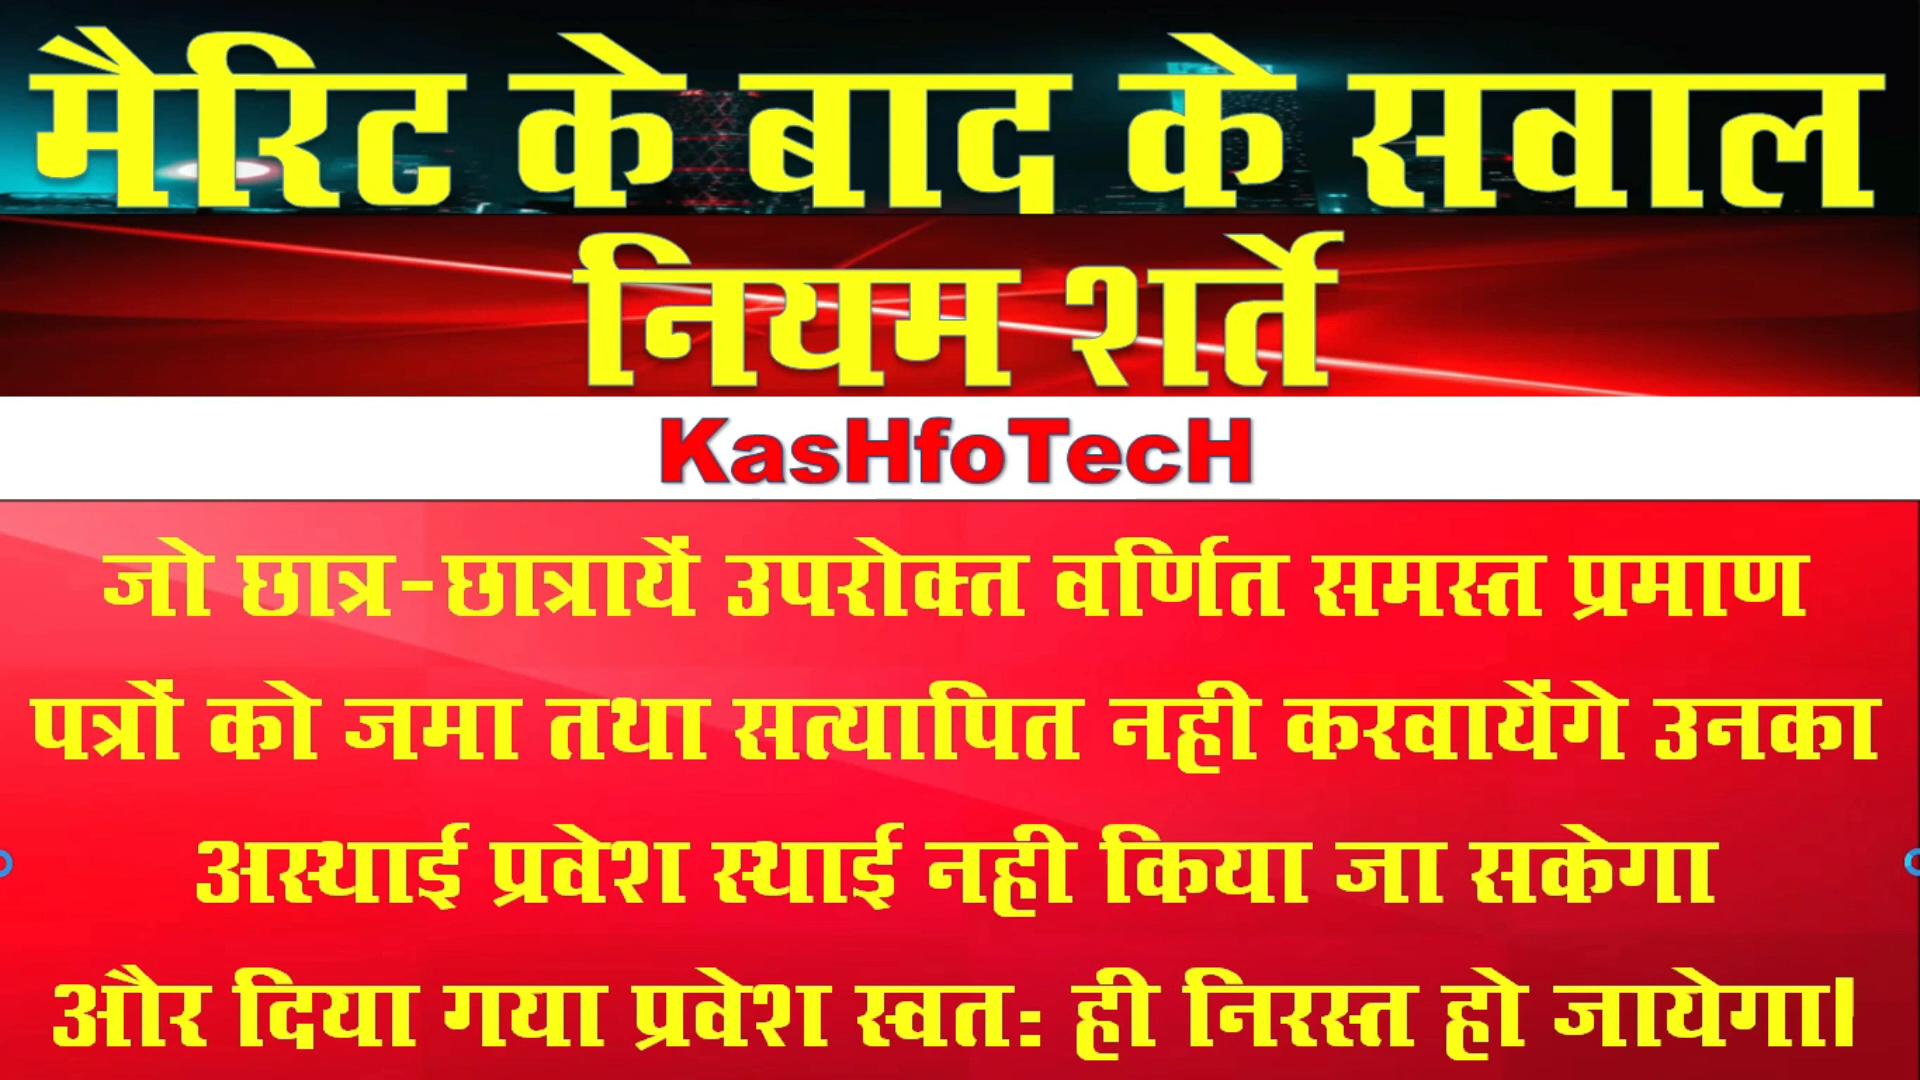 मैरिट के बाद के सवाल
नियम शर्ते
KasHfoTecH
जो छात्र-छात्रायें उपरोक्त वर्णित समस्त प्रमाण
पत्रों को जमा तथा सत्यापित नही करवायेंगे उनका
अस्थाई प्रवेश स्थाई नही किया जा सकेगा
और दिया गया प्रवेश स्वतः ही निरस्त हो जायेगा।